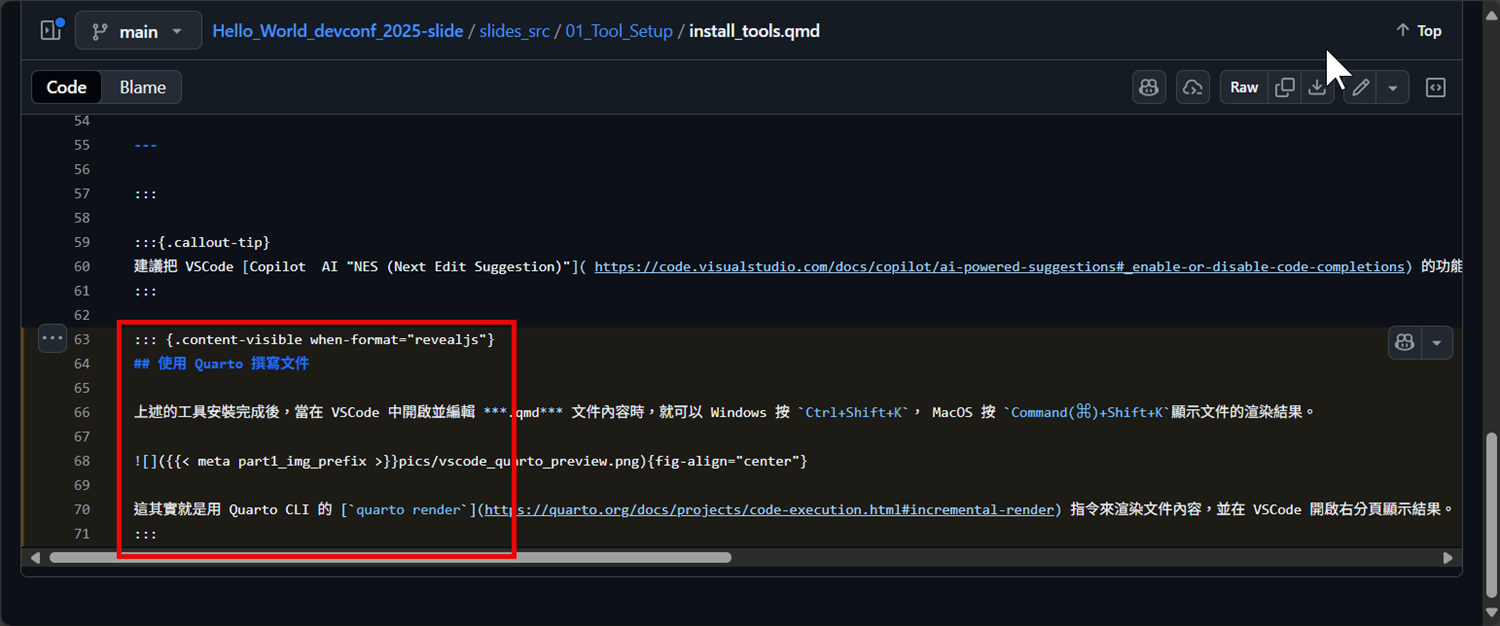 main
Hello_World_devconf_2025-slide / slides_src / 01_Tool_Setup / install_tools.qmd
Top
Code
Blame
Raw
54
55 ---
56
57 :::
58
59 :::{.callout-tip}
60 建議把 VSCode [Copilot  AI "NES (Next Edit Suggestion)"]( https://code.visualstudio.com/docs/copilot/ai-powered-suggestions#_enable-or-disable-code-completions) 的功能
61 :::
62
63 ::: {.content-visible when-format="revealjs"}
64 ## 使用 Quarto 撰寫文件
65
66 上述的工具安裝完成後，當在 VSCode 中開啟並編輯 ***.qmd*** 文件內容時，就可以 Windows 按 `Ctrl+Shift+K`， MacOS 按 `Command(⌘)+Shift+K`顯示文件的渲染結果。
67
68 ![]({{< meta part1_img_prefix >}}pics/vscode_quarto_preview.png){fig-align="center"}
69
70 這其實就是用 Quarto CLI 的 [`quarto render`](https://quarto.org/docs/projects/code-execution.html#incremental-render) 指令來渲染文件內容，並在 VSCode 開啟右分頁顯示結果。
71 :::